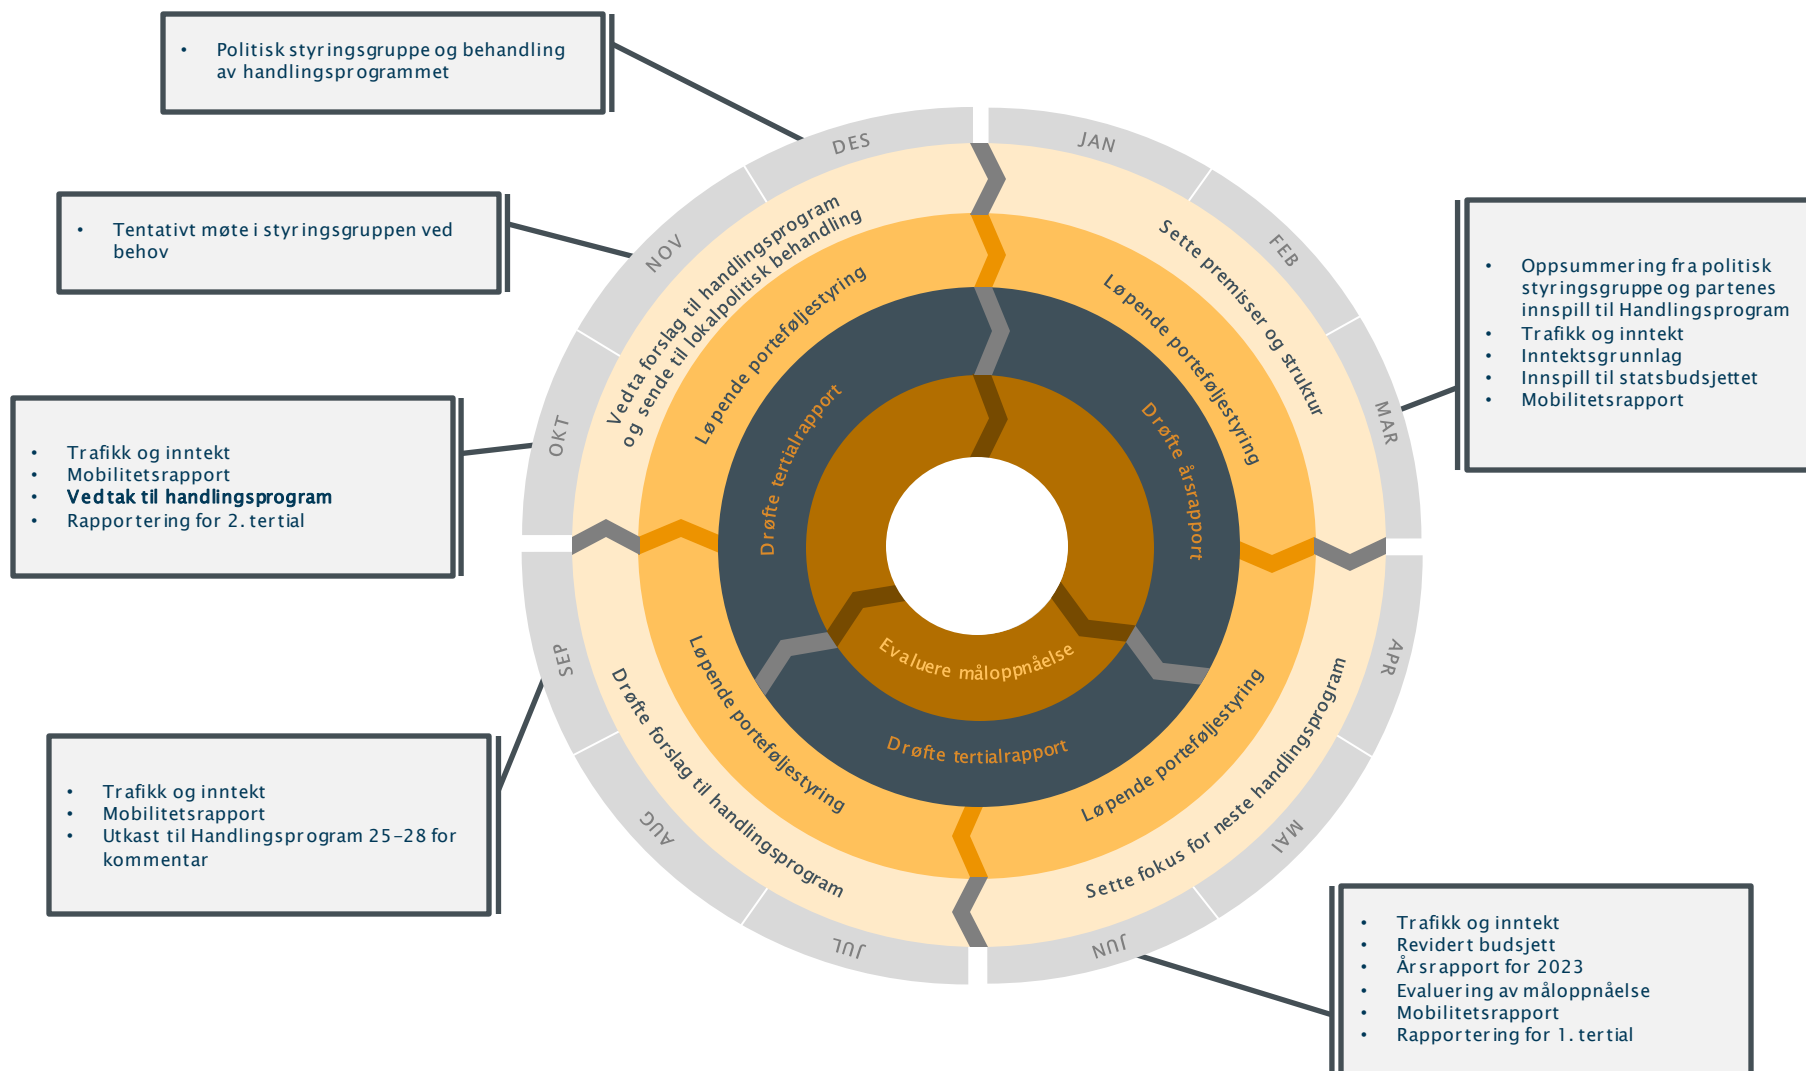 • Politisk styringsgruppe og behandling
av handlingsprogrammet
• Tentativt møte i styringsgruppen ved
behov
• Trafikk og inntekt
• Mobilitetsrapport
• Vedtak til handlingsprogram
• Rapportering for 2. tertial
• Trafikk og inntekt
• Mobilitetsrapport
• Utkast til Handlingsprogram 25–28 for
kommentar
JAN
FEB
MAR
APR
MAI
JUN
JUL
AUG
SEP
OKT
NOV
DES
Sette premisser og struktur
Sette fokus for neste handlingsprogram
Drøfte forslag til handlingsprogram
Vedta forslag til handlingsprogram
og sende til lokalpolitisk behandling
Løpende porteføljestyring
Løpende porteføljestyring
Løpende porteføljestyring
Løpende porteføljestyring
Drøfte årsrapport
Drøfte tertialrapport
Drøfte tertialrapport
Evaluere måloppnåelse
• Oppsummering fra politisk
styringsgruppe og partenes
innspill til Handlingsprogram
• Trafikk og inntekt
• Inntektsgrunnlag
• Innspill til statsbudsjettet
• Mobilitetsrapport
• Trafikk og inntekt
• Revidert budsjett
• Årsrapport for 2023
• Evaluering av måloppnåelse
• Mobilitetsrapport
• Rapportering for 1. tertial